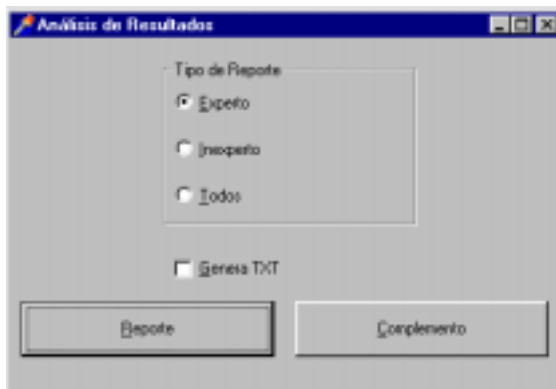 Análisis de Resultados
Tipo de Reporte
Experto
Inexperto
Todos
Genera TXT
Reporte
Complemento